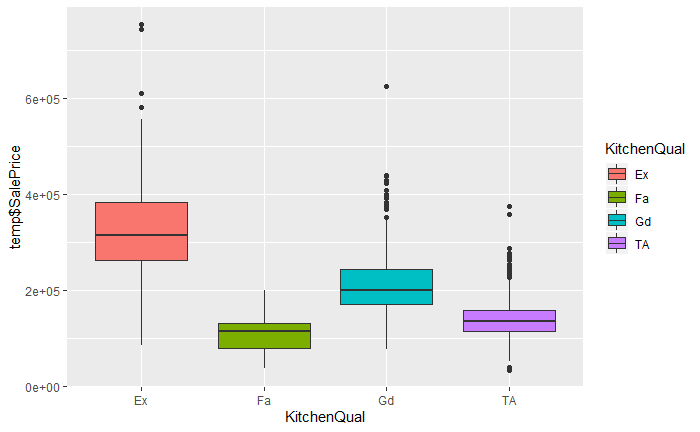 temp$SalePrice
6e+05
4e+05
2e+05
0e+00
Ex
Fa
Gd
TA
KitchenQual
KitchenQual
Ex
Fa
Gd
TA